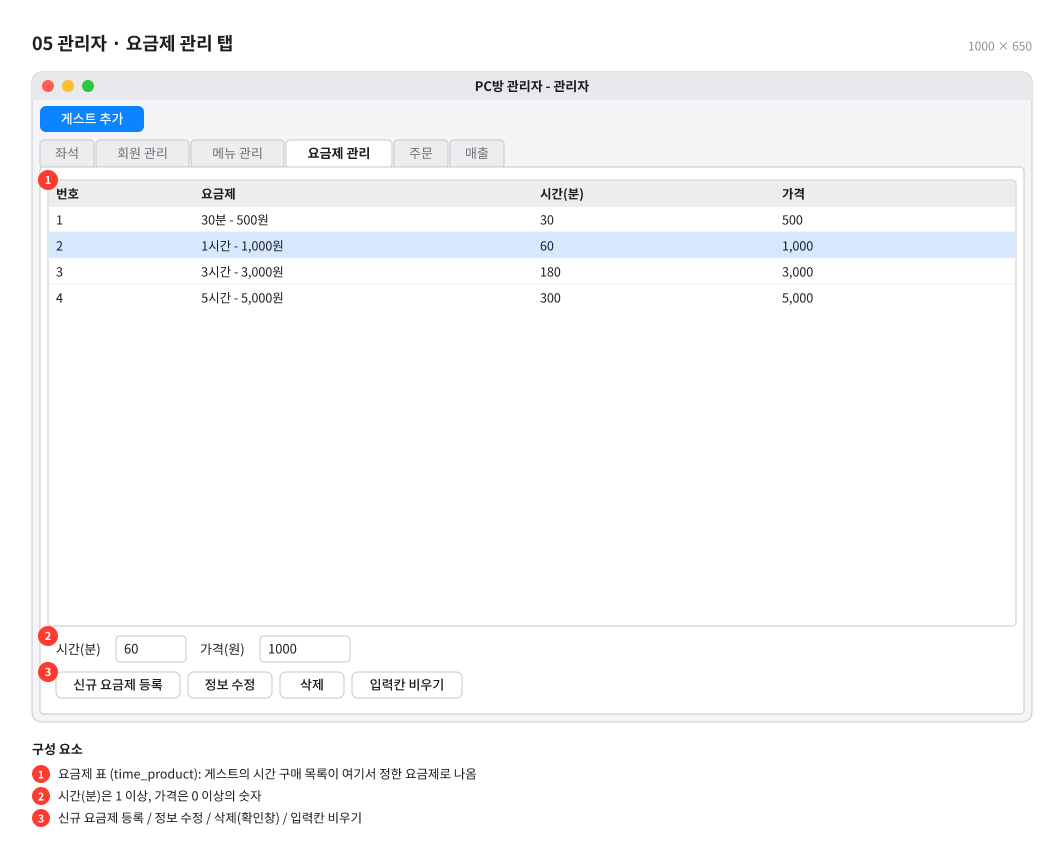 05 관리자 · 요금제 관리 탭
1000 × 650
PC방 관리자 - 관리자
게스트 추가
좌석 회원 관리 메뉴 관리 요금제 관리 주문 매출
1
번호 요금제 시간(분) 가격
1 30분 - 500원 30 500
2 1시간 - 1,000원 60 1,000
3 3시간 - 3,000원 180 3,000
4 5시간 - 5,000원 300 5,000
2
시간(분) 60 가격(원) 1000
3
신규 요금제 등록 정보 수정 삭제 입력칸 비우기
구성 요소
1 요금제 표 (time_product): 게스트의 시간 구매 목록이 여기서 정한 요금제로 나옴
2 시간(분)은 1 이상, 가격은 0 이상의 숫자
3 신규 요금제 등록 / 정보 수정 / 삭제(확인창) / 입력칸 비우기